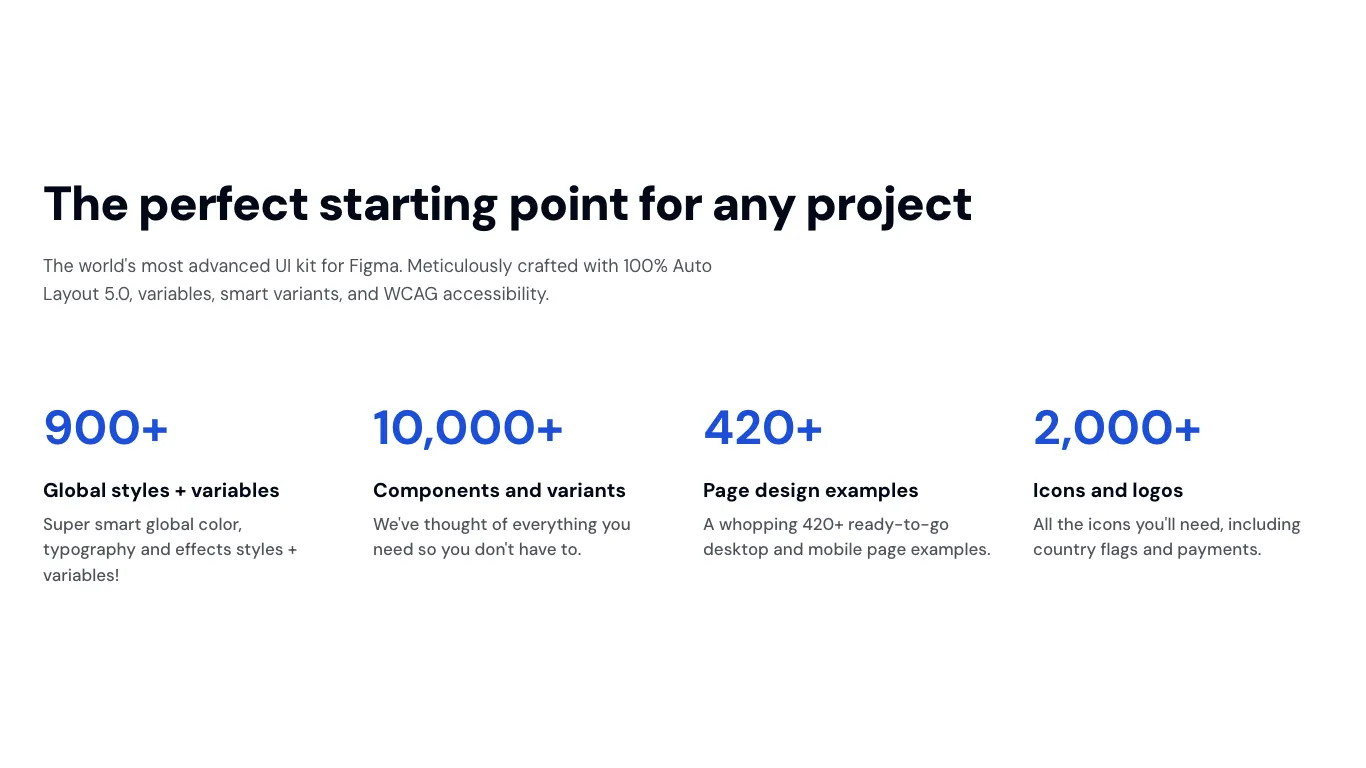 The perfect starting point for any project
The world's most advanced UI kit for Figma. Meticulously crafted with 100% Auto
Layout 5.0, variables, smart variants, and WCAG accessibility.
900+
Global styles + variables
Super smart global color,
typography and effects styles +
variables!
10,000+
Components and variants
We've thought of everything you
need so you don't have to.
420+
Page design examples
A whopping 420+ ready-to-go
desktop and mobile page examples.
2,000+
Icons and logos
All the icons you'll need, including
country flags and payments.